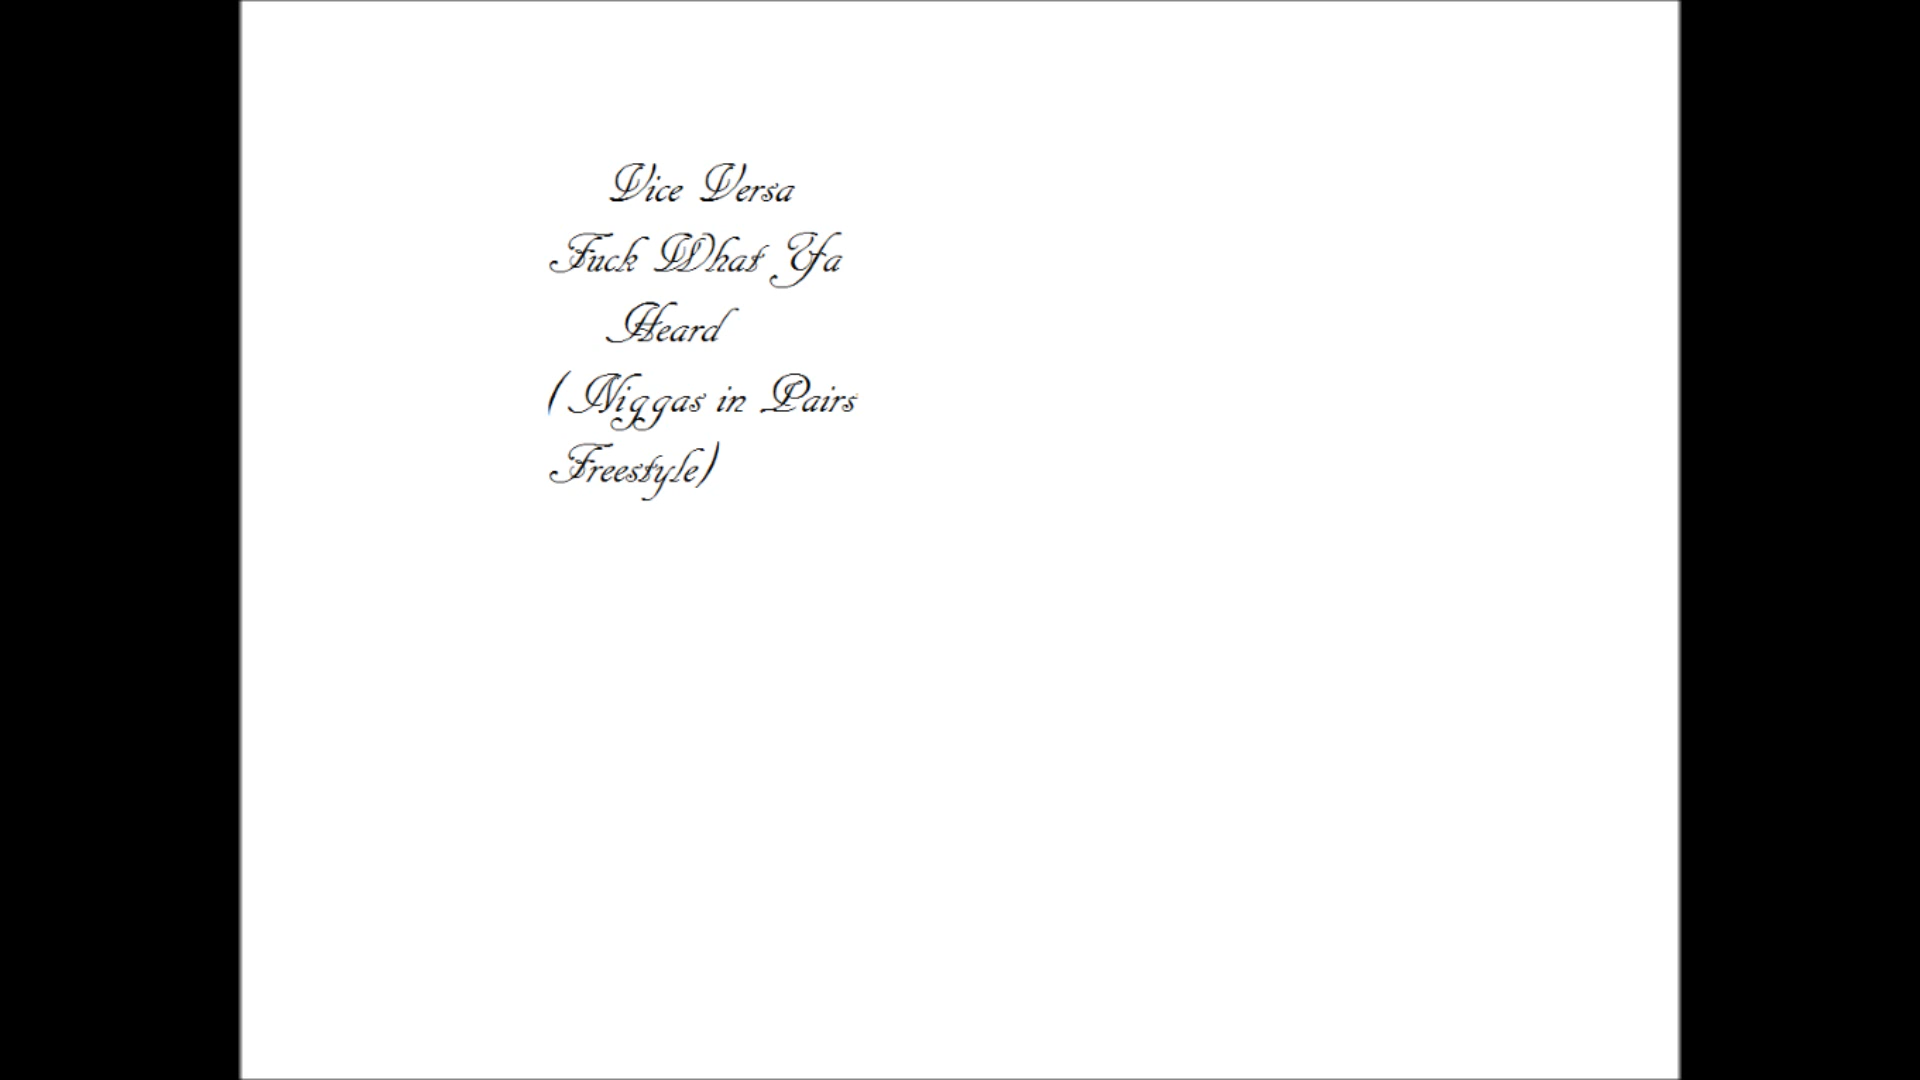 Vice Versa
Fuck What Ya
Heard
( Niggas in Pairs
Freestyle)